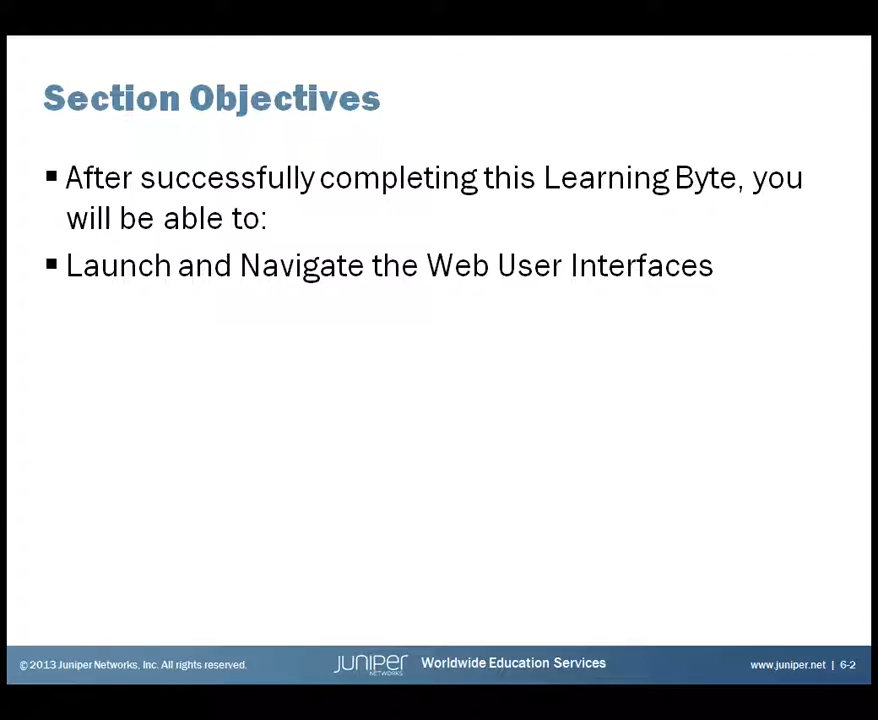 Section Objectives
▪ After successfully completing this Learning Byte, you
will be able to:
▪ Launch and Navigate the Web User Interfaces
© 2013 Juniper Networks, Inc. All rights reserved.
JUNIPER
NETWORKS
Worldwide Education Services
www.juniper.net | 6-2